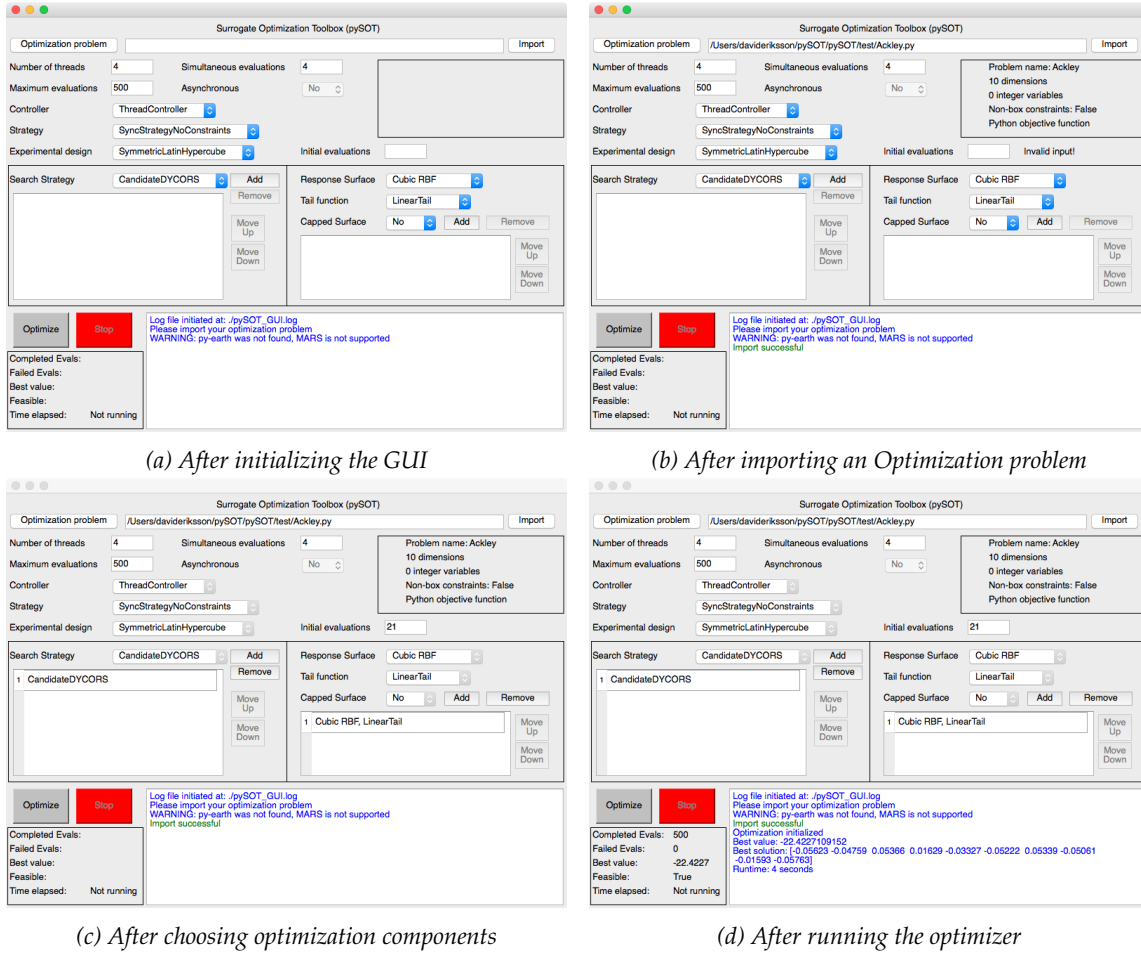 Surrogate Optimization Toolbox (pySOT)
Optimization problem Import
Number of threads 4 Simultaneous evaluations 4
Maximum evaluations 500 Asynchronous No
Controller ThreadController
Strategy SyncStrategyNoConstraints
Experimental design SymmetricLatinHypercube Initial evaluations
Search Strategy CandidateDYCORS Add Response Surface Cubic RBF
Remove Tail function LinearTail
Move Up Capped Surface No Add Remove
Move Down Move Up
Move Down
Optimize Stop
Log file initiated at: ./pySOT_GUI.log
Please import your optimization problem
WARNING: py-earth was not found, MARS is not supported
Completed Evals:
Failed Evals:
Best value:
Feasible:
Time elapsed: Not running
(a) After initializing the GUI
Surrogate Optimization Toolbox (pySOT)
Optimization problem /Users/davideriksson/pySOT/pySOT/test/Ackley.py Import
Number of threads 4 Simultaneous evaluations 4
Maximum evaluations 500 Asynchronous No
Problem name: Ackley
10 dimensions
0 integer variables
Non-box constraints: False
Python objective function
Controller ThreadController
Strategy SyncStrategyNoConstraints
Experimental design SymmetricLatinHypercube Initial evaluations Invalid input!
Search Strategy CandidateDYCORS Add Response Surface Cubic RBF
Remove Tail function LinearTail
Move Up Capped Surface No Add Remove
Move Down Move Up
Move Down
Optimize Stop
Log file initiated at: ./pySOT_GUI.log
Please import your optimization problem
WARNING: py-earth was not found, MARS is not supported
Import successful
Completed Evals:
Failed Evals:
Best value:
Feasible:
Time elapsed: Not running
(b) After importing an Optimization problem
Surrogate Optimization Toolbox (pySOT)
Optimization problem /Users/davideriksson/pySOT/pySOT/test/Ackley.py Import
Number of threads 4 Simultaneous evaluations 4
Maximum evaluations 500 Asynchronous No
Problem name: Ackley
10 dimensions
0 integer variables
Non-box constraints: False
Python objective function
Controller ThreadController
Strategy SyncStrategyNoConstraints
Experimental design SymmetricLatinHypercube Initial evaluations 21
Search Strategy CandidateDYCORS Add Response Surface Cubic RBF
1 CandidateDYCORS Remove Tail function LinearTail
Move Up Capped Surface No Add Remove
Move Down 1 Cubic RBF, LinearTail Move Up
Move Down
Optimize Stop
Log file initiated at: ./pySOT_GUI.log
Please import your optimization problem
WARNING: py-earth was not found, MARS is not supported
Import successful
Completed Evals:
Failed Evals:
Best value:
Feasible:
Time elapsed: Not running
(c) After choosing optimization components
Surrogate Optimization Toolbox (pySOT)
Optimization problem /Users/davideriksson/pySOT/pySOT/test/Ackley.py Import
Number of threads 4 Simultaneous evaluations 4
Maximum evaluations 500 Asynchronous No
Problem name: Ackley
10 dimensions
0 integer variables
Non-box constraints: False
Python objective function
Controller ThreadController
Strategy SyncStrategyNoConstraints
Experimental design SymmetricLatinHypercube Initial evaluations 21
Search Strategy CandidateDYCORS Add Response Surface Cubic RBF
1 CandidateDYCORS Remove Tail function LinearTail
Move Up Capped Surface No Add Remove
Move Down 1 Cubic RBF, LinearTail Move Up
Move Down
Optimize Stop
Log file initiated at: ./pySOT_GUI.log
Please import your optimization problem
WARNING: py-earth was not found, MARS is not supported
Import successful
Optimization initialized
Best value: -22.4227109152
Best solution: [-0.05623 -0.04759 0.05366 0.01629 -0.03327 -0.05222 0.05339 -0.05061
-0.01593 -0.05763]
Runtime: 4 seconds
Completed Evals: 500
Failed Evals: 0
Best value: -22.4227
Feasible: True
Time elapsed: Not running
(d) After running the optimizer